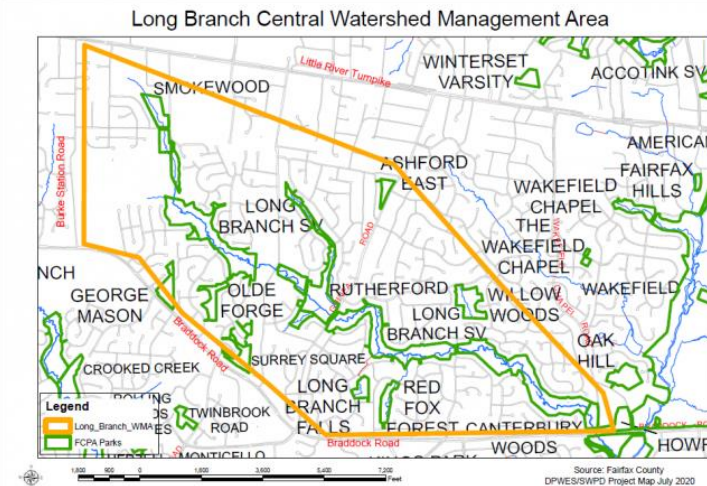 Long Branch Central Watershed Management Area
Little River Turnpike
WINTERSET
VARSITY
ACCOTINK SV
SMOKEWOOD
Burke Station Road
AMERICAN
FAIRFAX
HILLS
ASHFORD
EAST
WAKEFIELD
CHAPEL
THE
WAKEFIELD
CHAPEL
LONG
BRANCH SV
ROAD
NCH
GEORGE
MASON
OLDE
FORGE
RUTHERFORD
WILLOW
WOODS
WAKEFIELD
CHAPEL
LONG
BRANCH SV
OAK
HILL
Braddock Road
SURREY SQUARE
CROOKED CREEK
LONG
BRANCH
FALLS
RED
FOX
FOREST
CANTERBURY
WOODS
TWINBROOK
ROAD
Braddock Road
Legend
Long_Branch_WMA
FCPA Parks
1,800 900 0 1,800 3,600 5,400 7,200
Feet
Source: Fairfax County
DPWES/SWPD Project Map July 2020